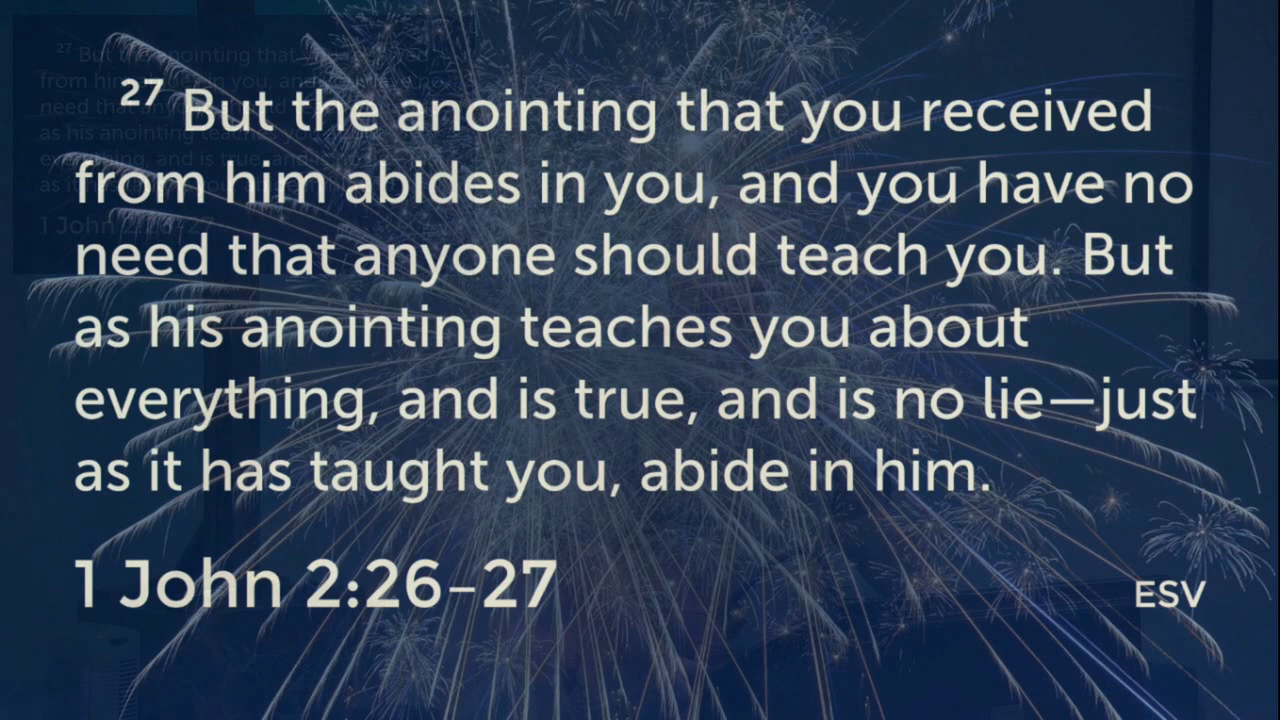 27 But the anointing that you received
from him abides in you, and you have no
need that anyone should teach you. But
as his anointing teaches you about
everything, and is true, and is no lie—just
as it has taught you, abide in him.
1 John 2:26–27
ESV